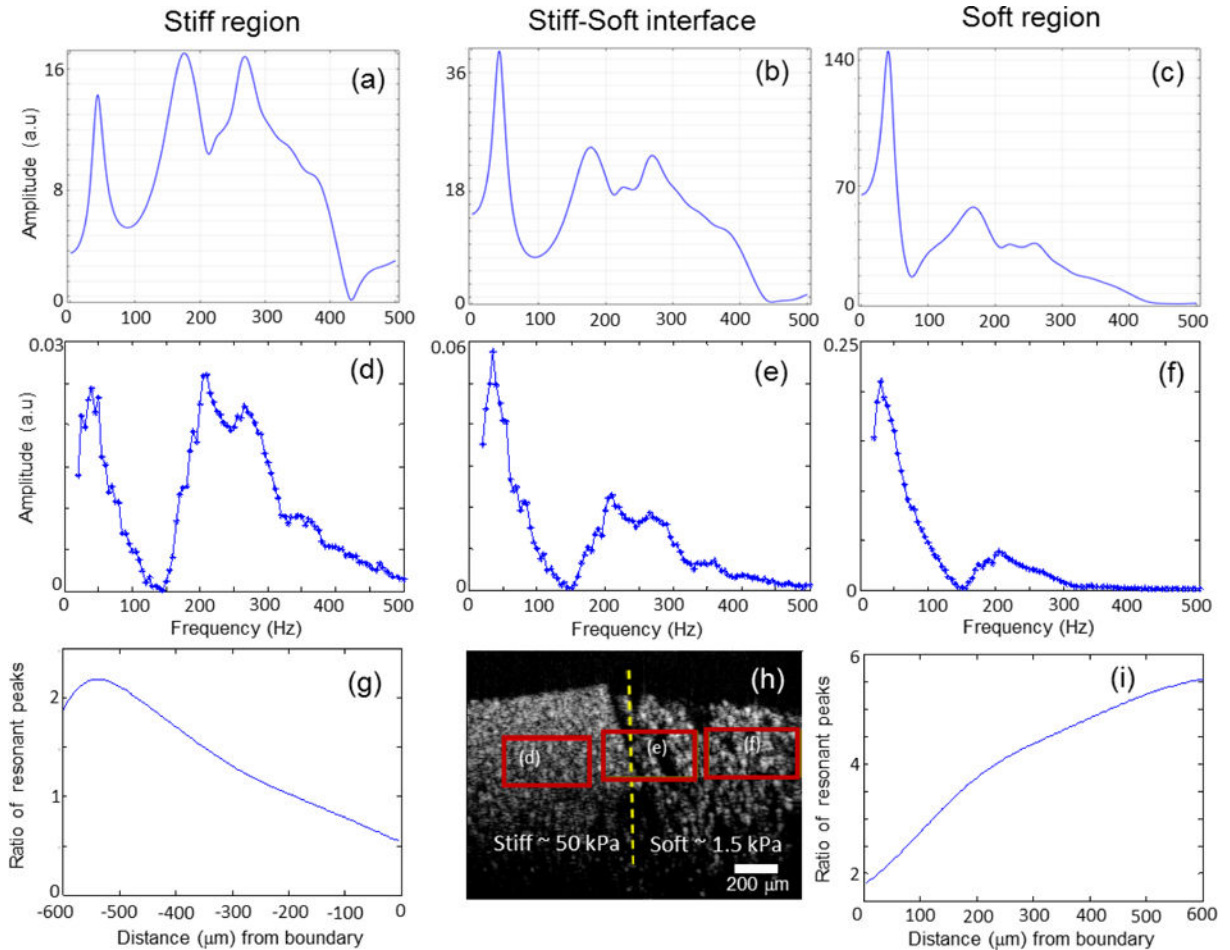 Stiff region
Stiff-Soft interface
Soft region
(a)
16
8
0
Amplitude (a.u)
0 100 200 300 400 500
(b)
36
18
0
0 100 200 300 400 500
(c)
140
70
0
0 100 200 300 400 500
(d)
0.03
0
Amplitude (a.u)
0 100 200 300 400 500
Frequency (Hz)
(e)
0.06
0
0 100 200 300 400 500
Frequency (Hz)
(f)
0.25
0
0 100 200 300 400 500
Frequency (Hz)
(g)
2
1
0
Ratio of resonant peaks
-600 -500 -400 -300 -200 -100 0
Distance (μm) from boundary
(h)
(d)
(e)
(f)
Stiff ~ 50 kPa
Soft ~ 1.5 kPa
200 μm
(i)
6
4
2
Ratio of resonant peaks
0 100 200 300 400 500 600
Distance (μm) from boundary